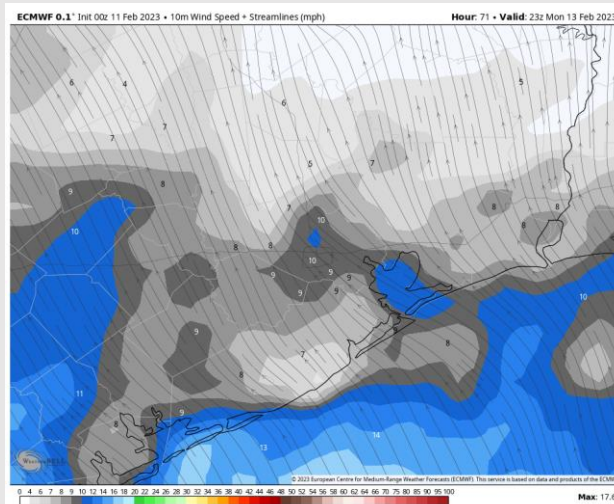 ECMWF 0.1° Init 00z 11 Feb 2023 • 10m Wind Speed + Streamlines (mph) Hour: 71 • Valid: 23z Mon 13 Feb 2023
6 4 5
6
7 7
5 7
8
9
7 8 8
10 10 8
8 8
10
9 9 9
9 9 10
9
8
7
8
11
9
8
13 14
© 2023 European Centre for Medium-Range Weather Forecasts (ECMWF). This service is based on data and products of the ECMW
0 4 6 7 8 9 10 12 14 16 18 20 22 24 26 28 30 32 34 36 38 40 42 44 46 48 50 52 54 56 58 60 62 64 66 70 75 80 85 90 95 100
Max: 17.